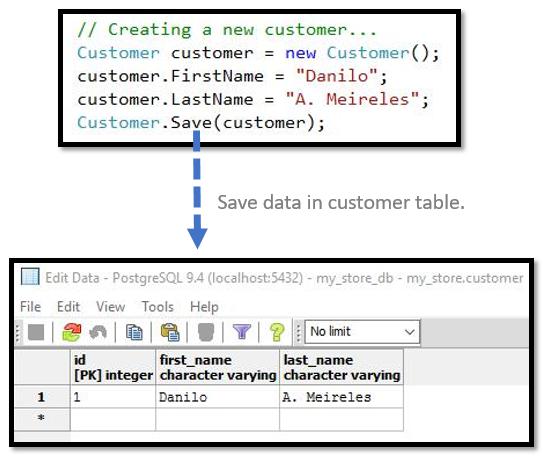 // Creating a new customer...
Customer customer = new Customer();
customer.FirstName = "Danilo";
customer.LastName = "A. Meireles";
Customer.Save(customer);
Save data in customer table.
Edit Data - PostgreSQL 9.4 (localhost:5432) - my_store_db - my_store.customer
File Edit View Tools Help
No limit
id first_name last_name
[PK] integer character varying character varying
1 1 Danilo A. Meireles
*